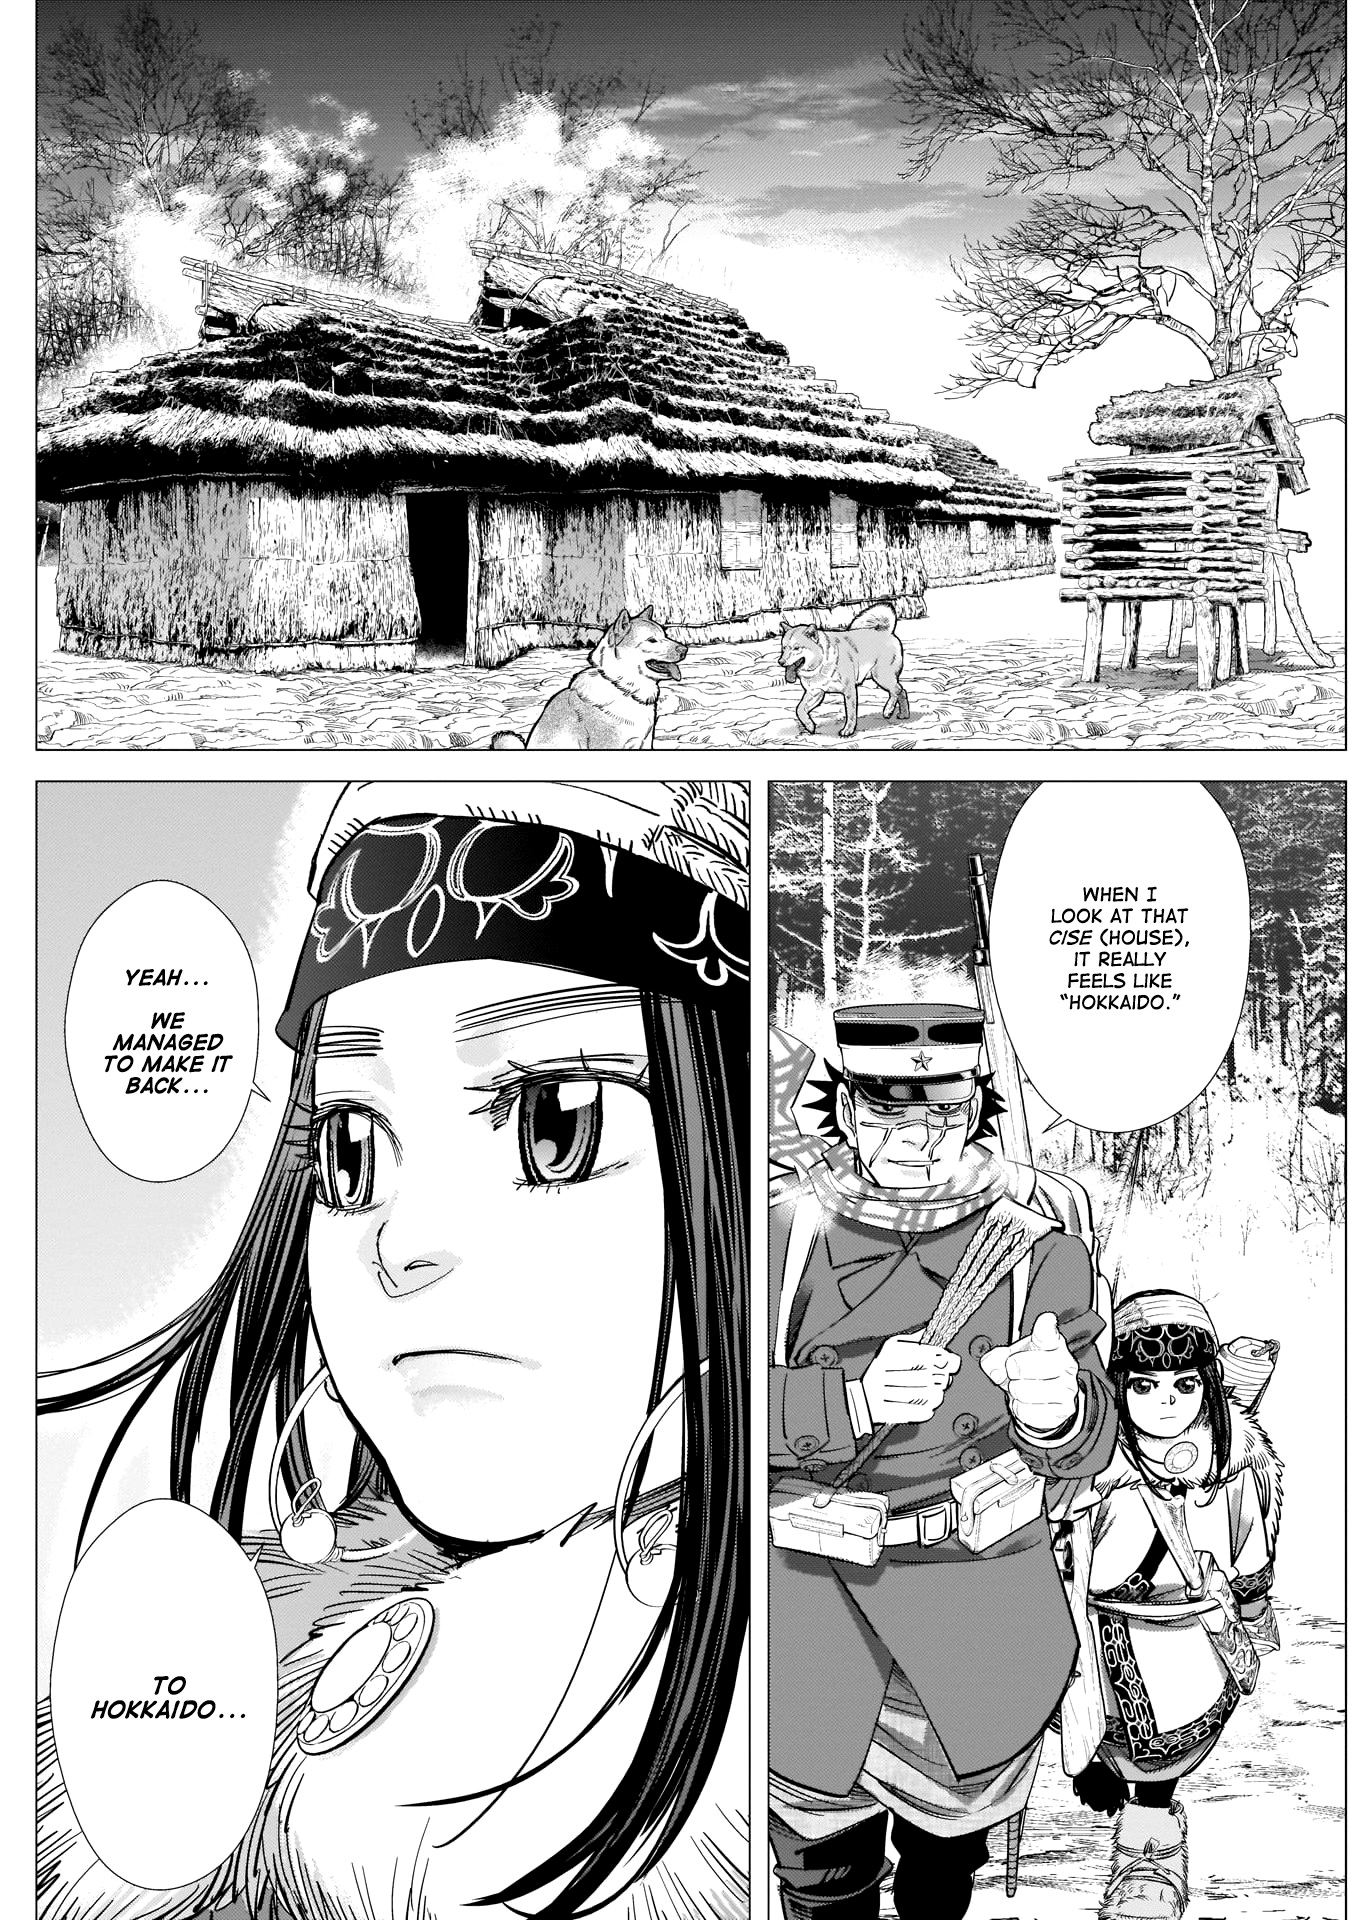 WHEN I
LOOK AT THAT
CISE (HOUSE),
IT REALLY
FEELS LIKE
“HOKKAIDO.”
YEAH...
WE
MANAGED
TO MAKE IT
BACK...
TO
HOKKAIDO...